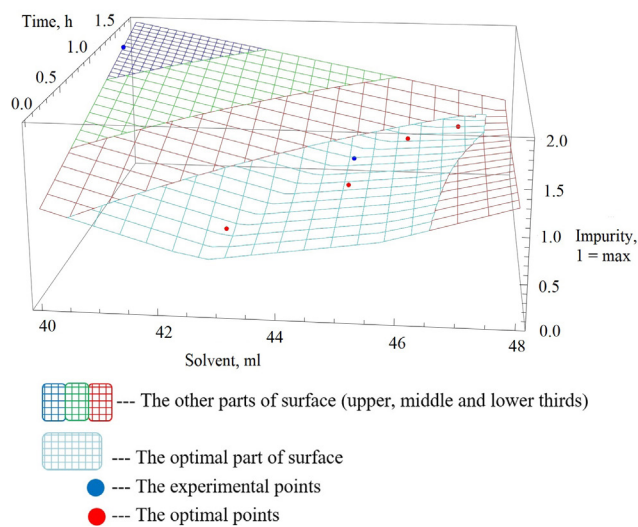 Time, h
1.5
1.0
0.5
0.0
2.0
1.5
1.0
0.5
0.0
Impurity,
1 = max
40
42
44
46
48
Solvent, ml
--- The other parts of surface (upper, middle and lower thirds)
--- The optimal part of surface
--- The experimental points
--- The optimal points